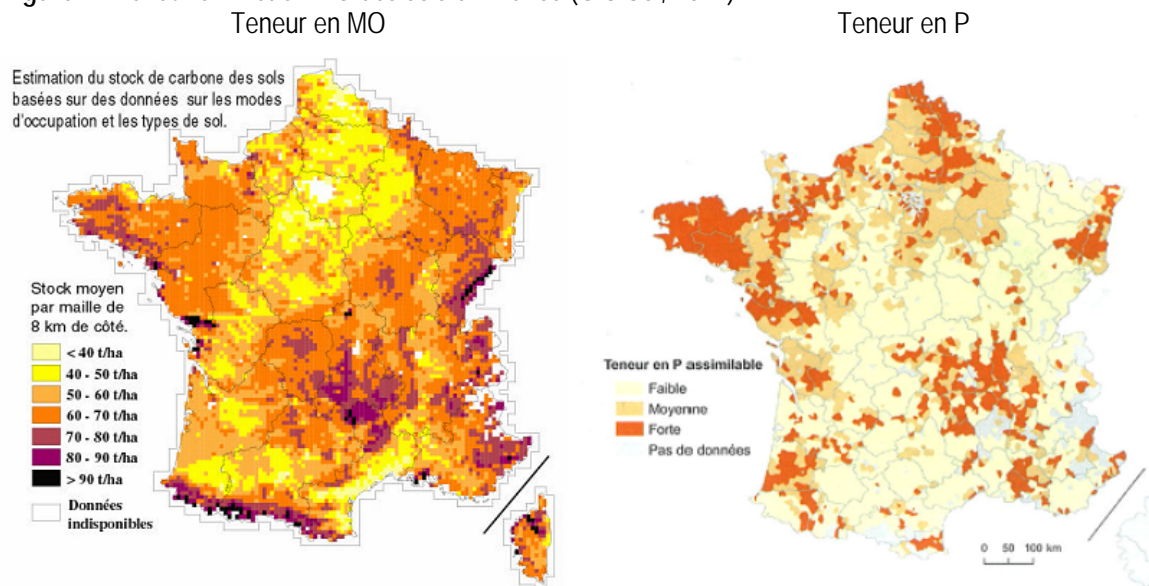 Teneur en MO
Teneur en P
Estimation du stock de carbone des sols
basées sur des données sur les modes
d'occupation et les types de sol.
Stock moyen
par maille de
8 km de côté.
< 40 t/ha
40 - 50 t/ha
50 - 60 t/ha
60 - 70 t/ha
70 - 80 t/ha
80 - 90 t/ha
> 90 t/ha
Données
indisponibles
Teneur en P assimilable
Faible
Moyenne
Forte
Pas de données
0 50 100 km